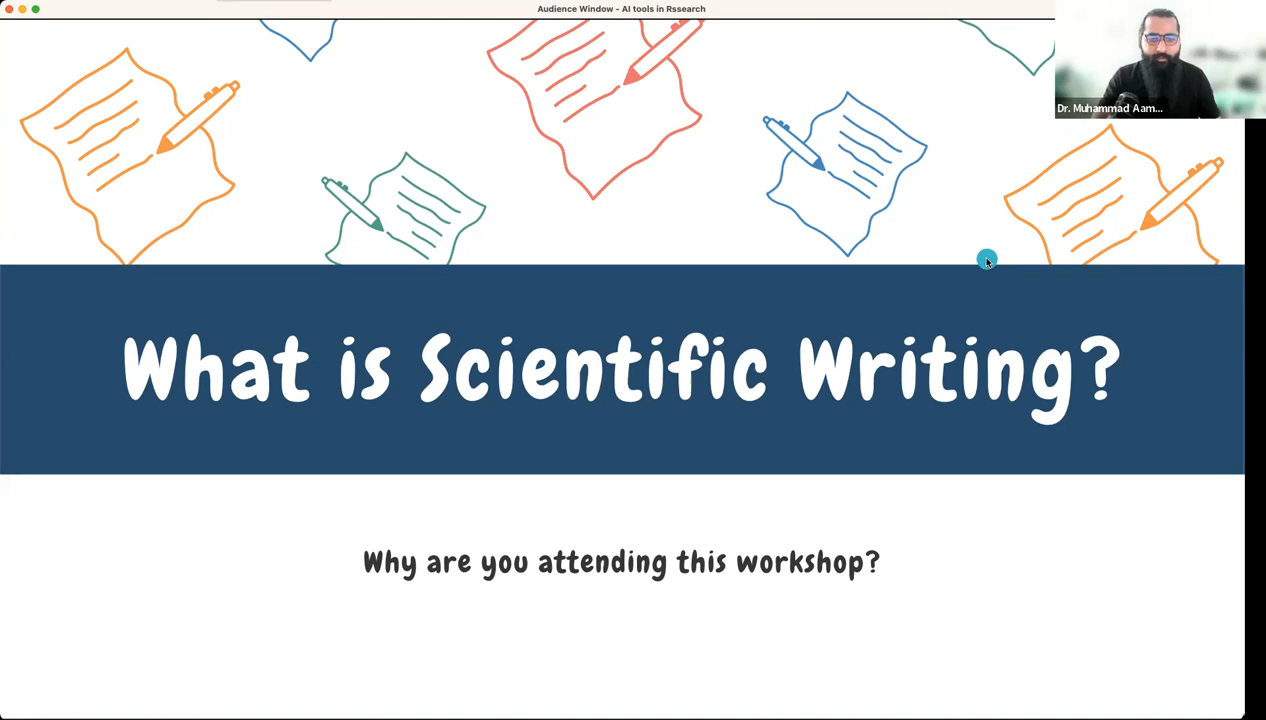 Audience Window - AI tools in Rssearch
Dr. Muhammad Aam...
What is Scientific Writing?
Why are you attending this workshop?